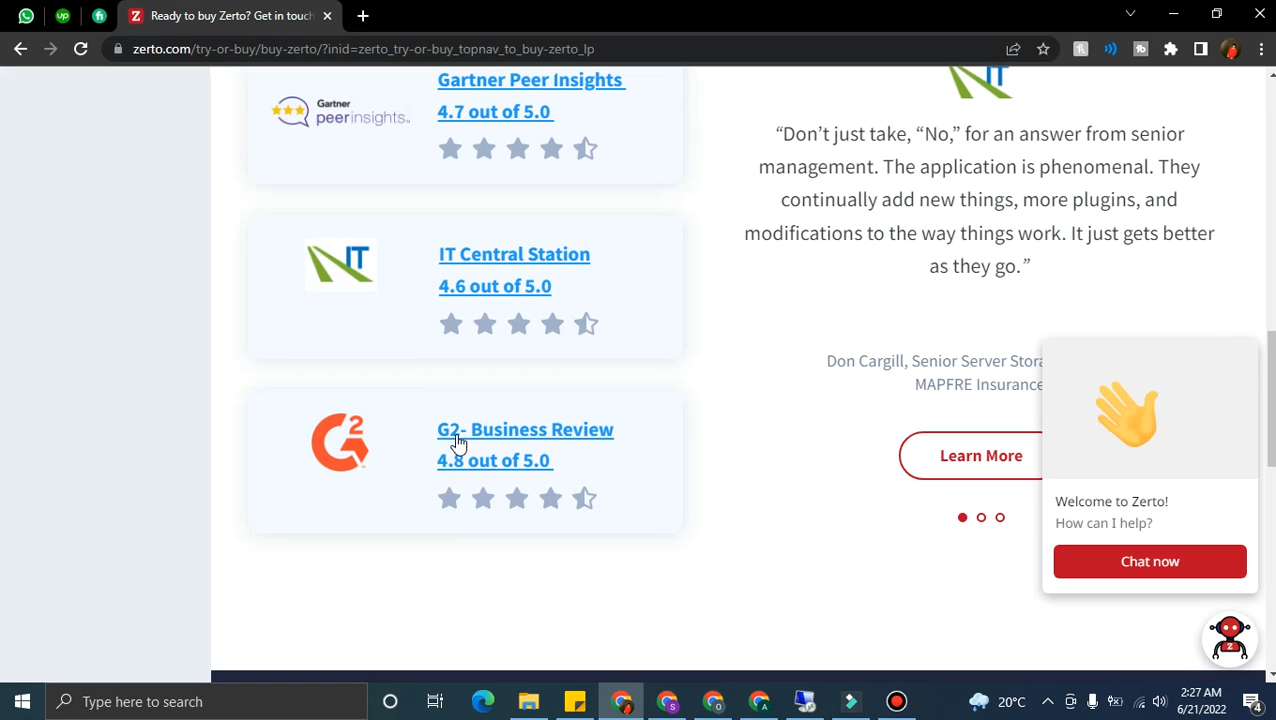 Ready to buy Zerto? Get in touch
zerto.com/try-or-buy/buy-zerto/?inid=zerto_try-or-buy_topnav_to_buy-zerto_lp
Gartner
peerinsights
Gartner Peer Insights
4.7 out of 5.0
IT
IT Central Station
4.6 out of 5.0
G2
G2- Business Review
4.8 out of 5.0
IT
“Don’t just take, “No,” for an answer from senior
management. The application is phenomenal. They
continually add new things, more plugins, and
modifications to the way things work. It just gets better
as they go.”
Don Cargill, Senior Server
MAPFRE Insurance
Learn More
Welcome to Zerto!
How can I help?
Chat now
Z
Type here to search
20°C
2:27 AM
6/21/2022
4